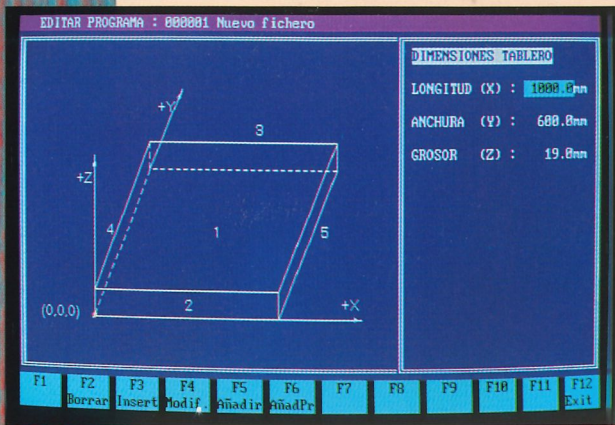 EDITAR PROGRAMA : 000001 Nuevo fichero
DIMENSIONES TABLERO
LONGITUD (X) : 1000.0mm
ANCHURA (Y) : 600.0mm
GROSOR (Z) : 19.0mm
+Y
3
+Z
4
1
5
2
+X
(0,0,0)
F1
F2 Borrar
F3 Insert
F4 Modif.
F5 Añadir
F6 AñadPr
F7
F8
F9
F10
F11
F12 Exit